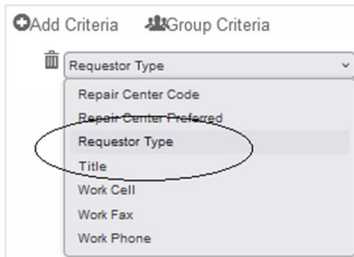 Add Criteria Group Criteria
Requestor Type
Repair Center Code
Repair Center Preferred
Requestor Type
Title
Work Cell
Work Fax
Work Phone